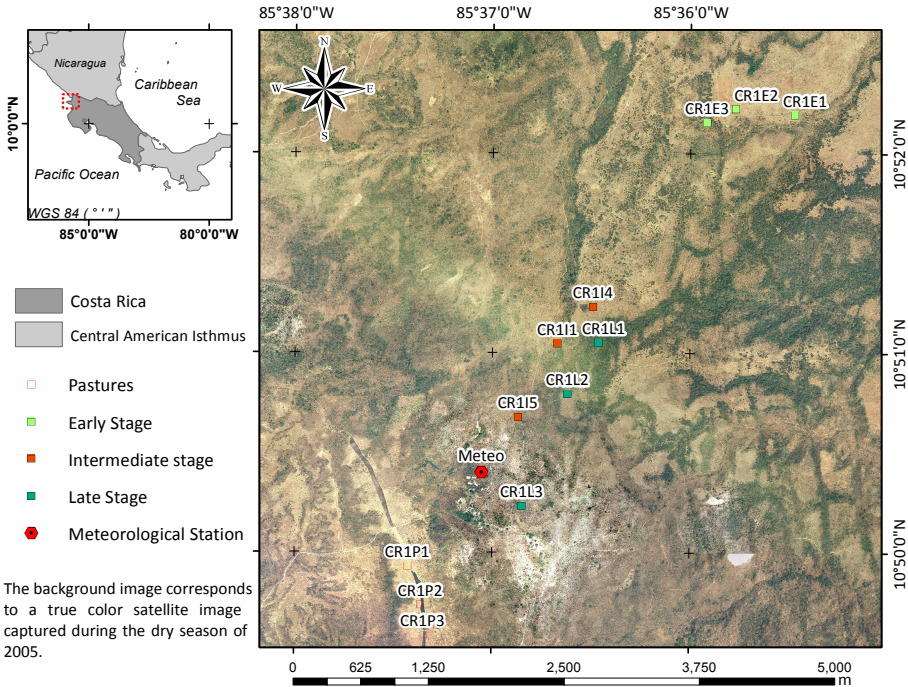 85°38'0"W
85°37'0"W
85°36'0"W
Nicaragua
Caribbean
Sea
10°0'0"N
Pacific Ocean
WGS 84 ( ° ' " )
85°0'0"W
80°0'0"W
N
W
E
S
CR1E3
CR1E2
CR1E1
10°52'0"N
Costa Rica
Central American Isthmus
Pastures
Early Stage
Intermediate stage
Late Stage
Meteorological Station
CR1I4
CR1I1
CR1L1
10°51'0"N
CR1L2
CR1I5
Meteo
CR1L3
10°50'0"N
CR1P1
CR1P2
CR1P3
The background image corresponds
to a true color satellite image
captured during the dry season of
2005.
0
625
1,250
2,500
3,750
5,000
m